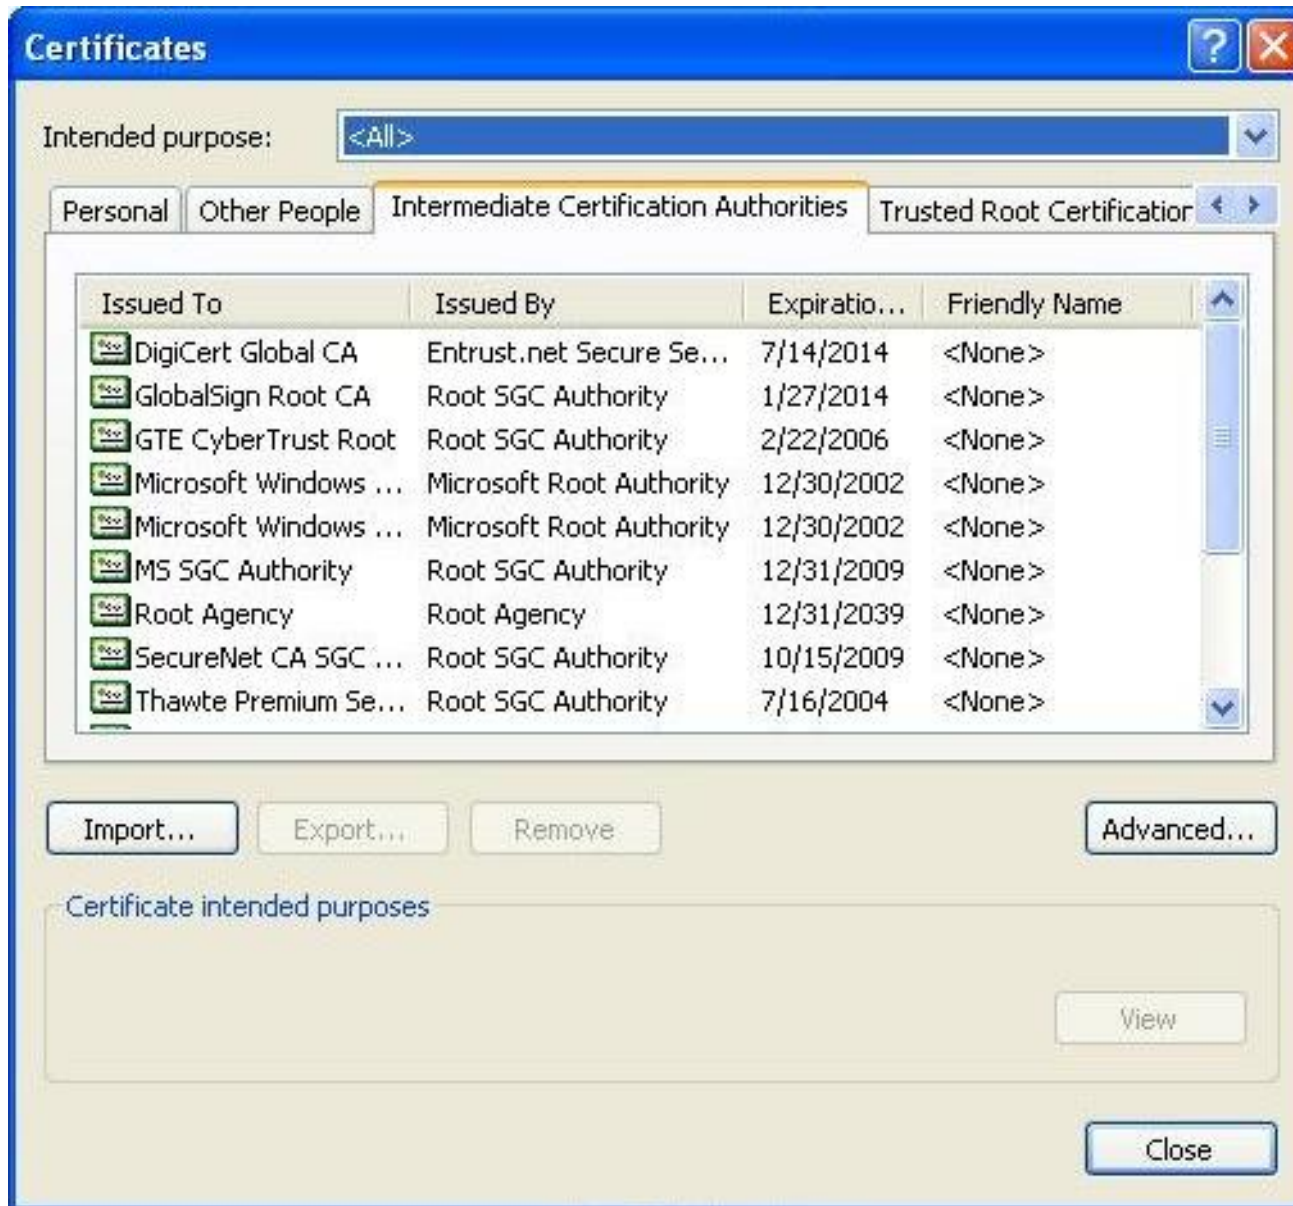 Certificates
Intended purpose: <All>
Personal Other People Intermediate Certification Authorities Trusted Root Certification
Issued To Issued By Expiratio... Friendly Name
DigiCert Global CA Entrust.net Secure Se... 7/14/2014 <None>
GlobalSign Root CA Root SGC Authority 1/27/2014 <None>
GTE CyberTrust Root Root SGC Authority 2/22/2006 <None>
Microsoft Windows ... Microsoft Root Authority 12/30/2002 <None>
Microsoft Windows ... Microsoft Root Authority 12/30/2002 <None>
MS SGC Authority Root SGC Authority 12/31/2009 <None>
Root Agency Root Agency 12/31/2039 <None>
SecureNet CA SGC ... Root SGC Authority 10/15/2009 <None>
Thawte Premium Se... Root SGC Authority 7/16/2004 <None>
Import... Export... Remove Advanced...
Certificate intended purposes
View
Close